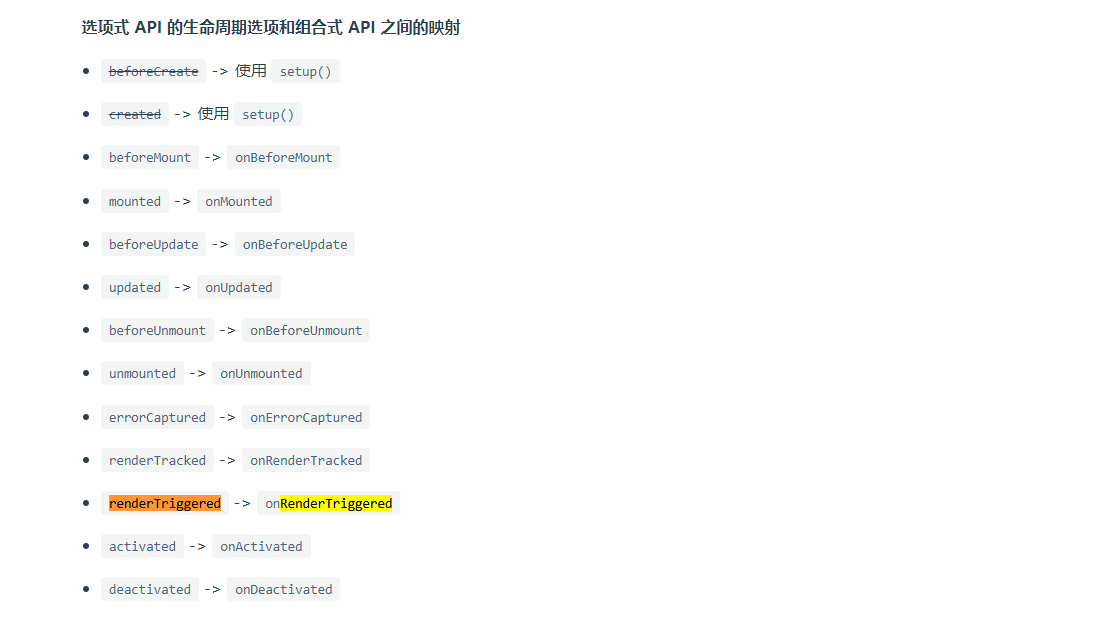 选项式 API 的生命周期选项和组合式 API 之间的映射
beforeCreate -> 使用 setup()
created -> 使用 setup()
beforeMount -> onBeforeMount
mounted -> onMounted
beforeUpdate -> onBeforeUpdate
updated -> onUpdated
beforeUnmount -> onBeforeUnmount
unmounted -> onUnmounted
errorCaptured -> onErrorCaptured
renderTracked -> onRenderTracked
renderTriggered -> onRenderTriggered
activated -> onActivated
deactivated -> onDeactivated